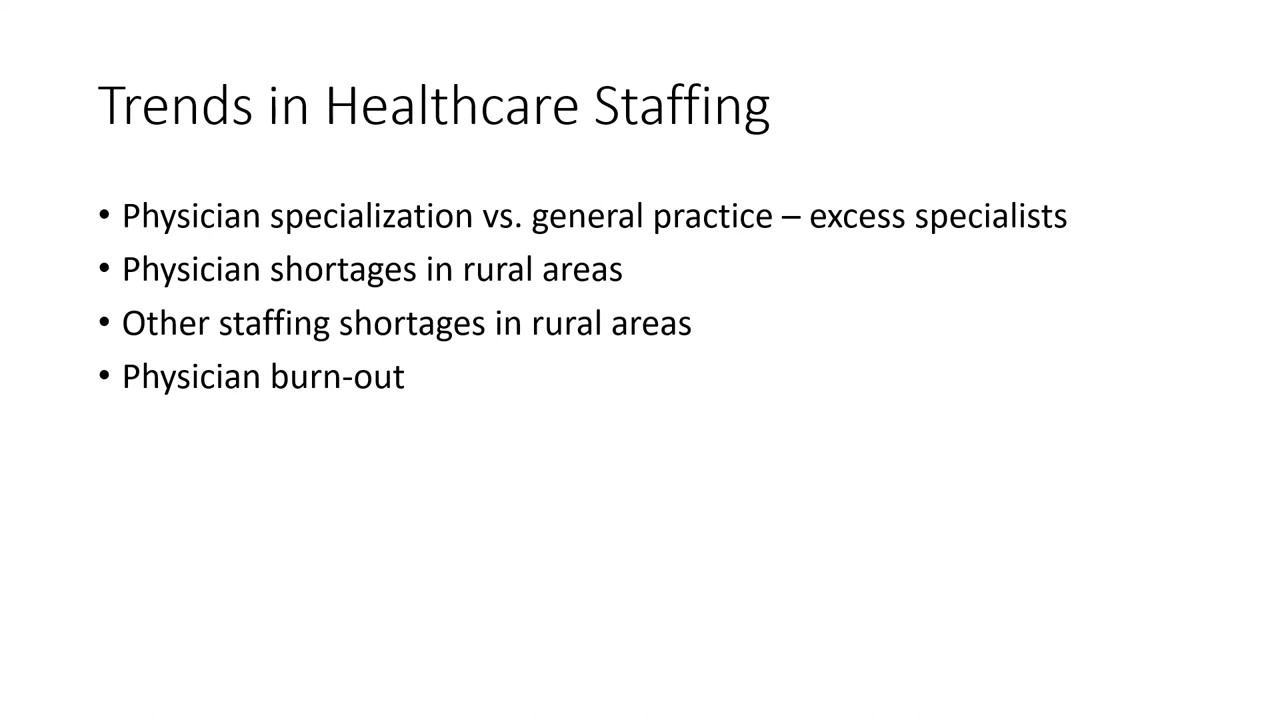 Trends in Healthcare Staffing
• Physician specialization vs. general practice – excess specialists
• Physician shortages in rural areas
• Other staffing shortages in rural areas
• Physician burn-out